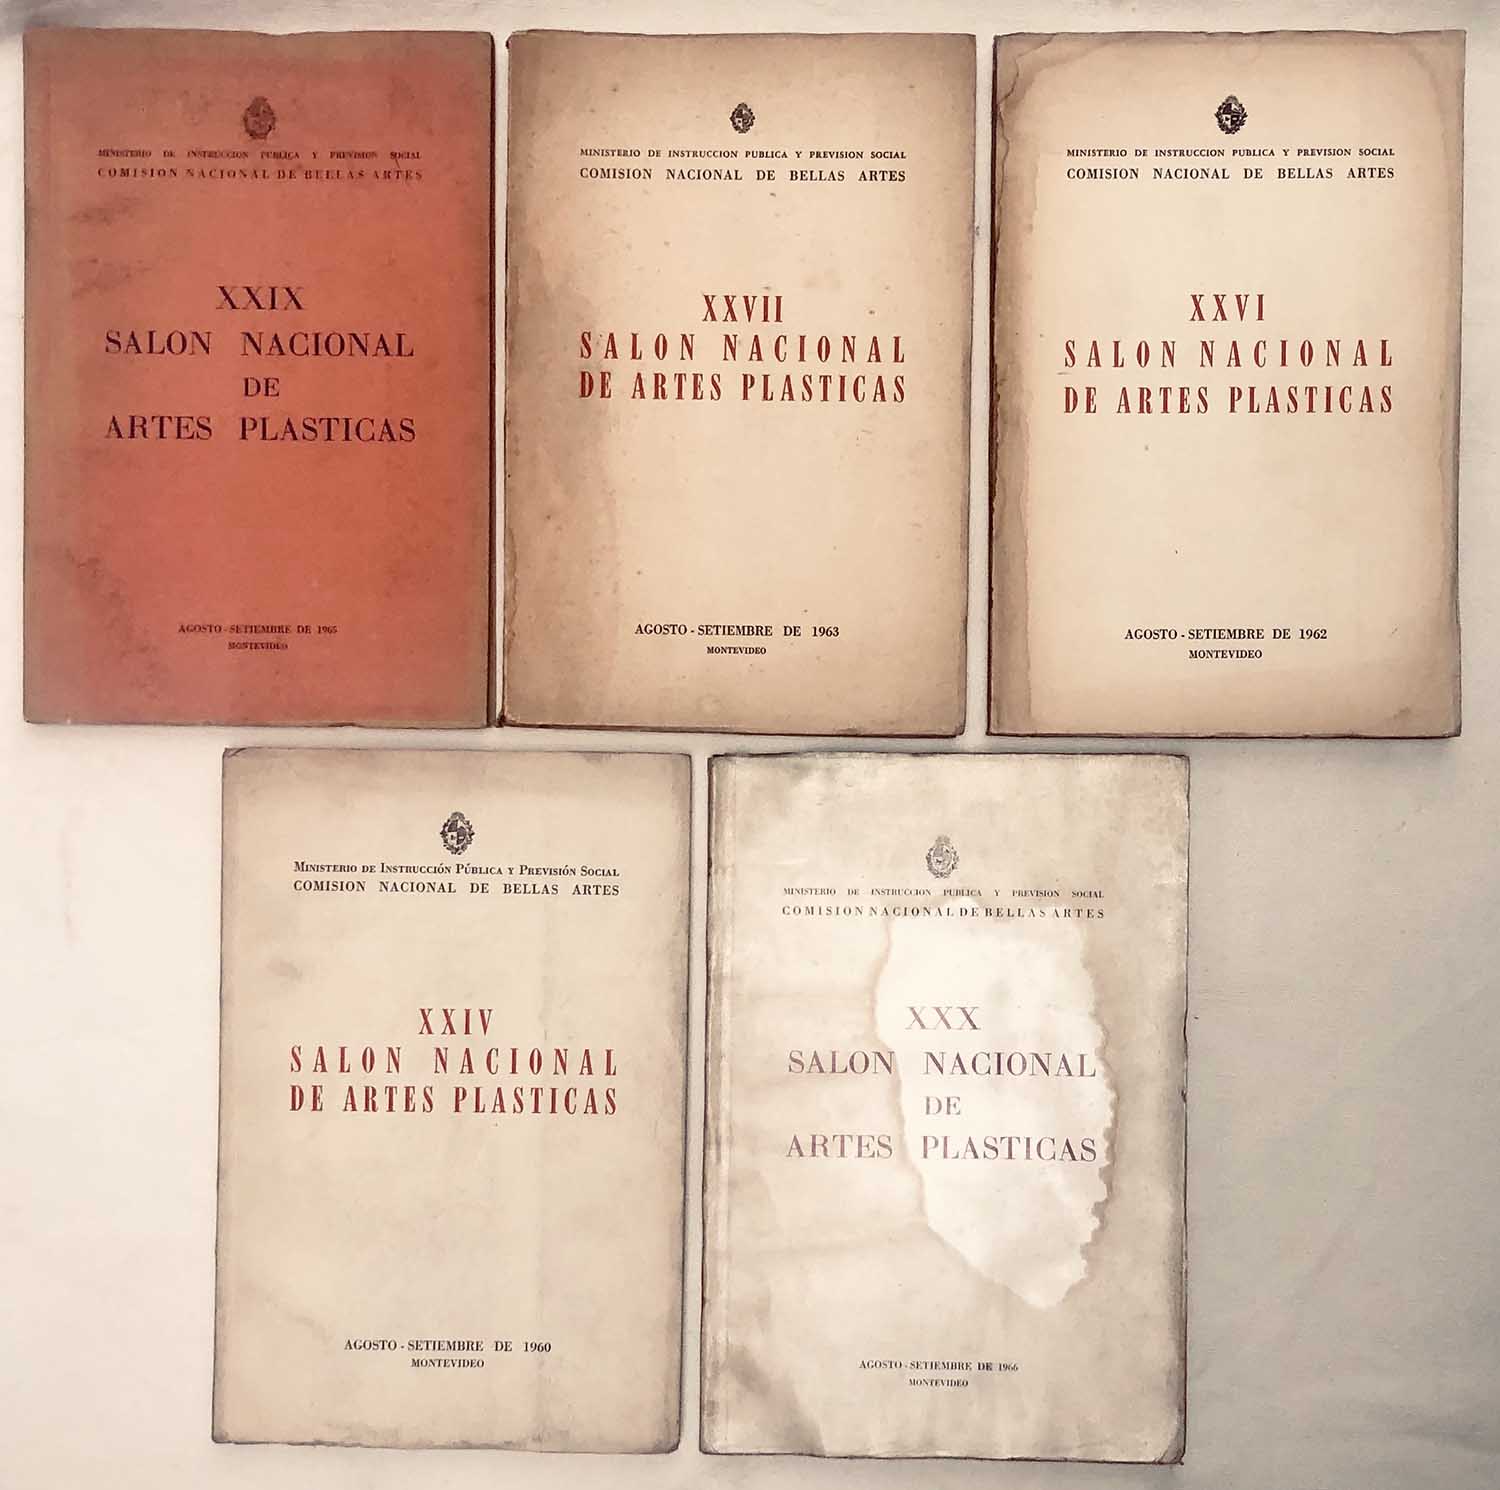 MINISTERIO DE INSTRUCCION PUBLICA Y PREVISION SOCIAL
COMISION NACIONAL DE BELLAS ARTES
XXIX
SALON NACIONAL
DE
ARTES PLASTICAS
AGOSTO - SETIEMBRE DE 1965
MONTEVIDEO
MINISTERIO DE INSTRUCCION PUBLICA Y PREVISION SOCIAL
COMISION NACIONAL DE BELLAS ARTES
XXVII
SALON NACIONAL
DE ARTES PLASTICAS
AGOSTO - SETIEMBRE DE 1963
MONTEVIDEO
MINISTERIO DE INSTRUCCION PUBLICA Y PREVISION SOCIAL
COMISION NACIONAL DE BELLAS ARTES
XXVI
SALON NACIONAL
DE ARTES PLASTICAS
AGOSTO - SETIEMBRE DE 1962
MONTEVIDEO
MINISTERIO DE INSTRUCCIÓN PÚBLICA Y PREVISIÓN SOCIAL
COMISION NACIONAL DE BELLAS ARTES
XXIV
SALON NACIONAL
DE ARTES PLASTICAS
AGOSTO - SETIEMBRE DE 1960
MONTEVIDEO
MINISTERIO DE INSTRUCCION PUBLICA Y PREVISION SOCIAL
COMISION NACIONAL DE BELLAS ARTES
XXX
SALON NACIONAL
DE
ARTES PLASTICAS
AGOSTO - SETIEMBRE DE 1966
MONTEVIDEO